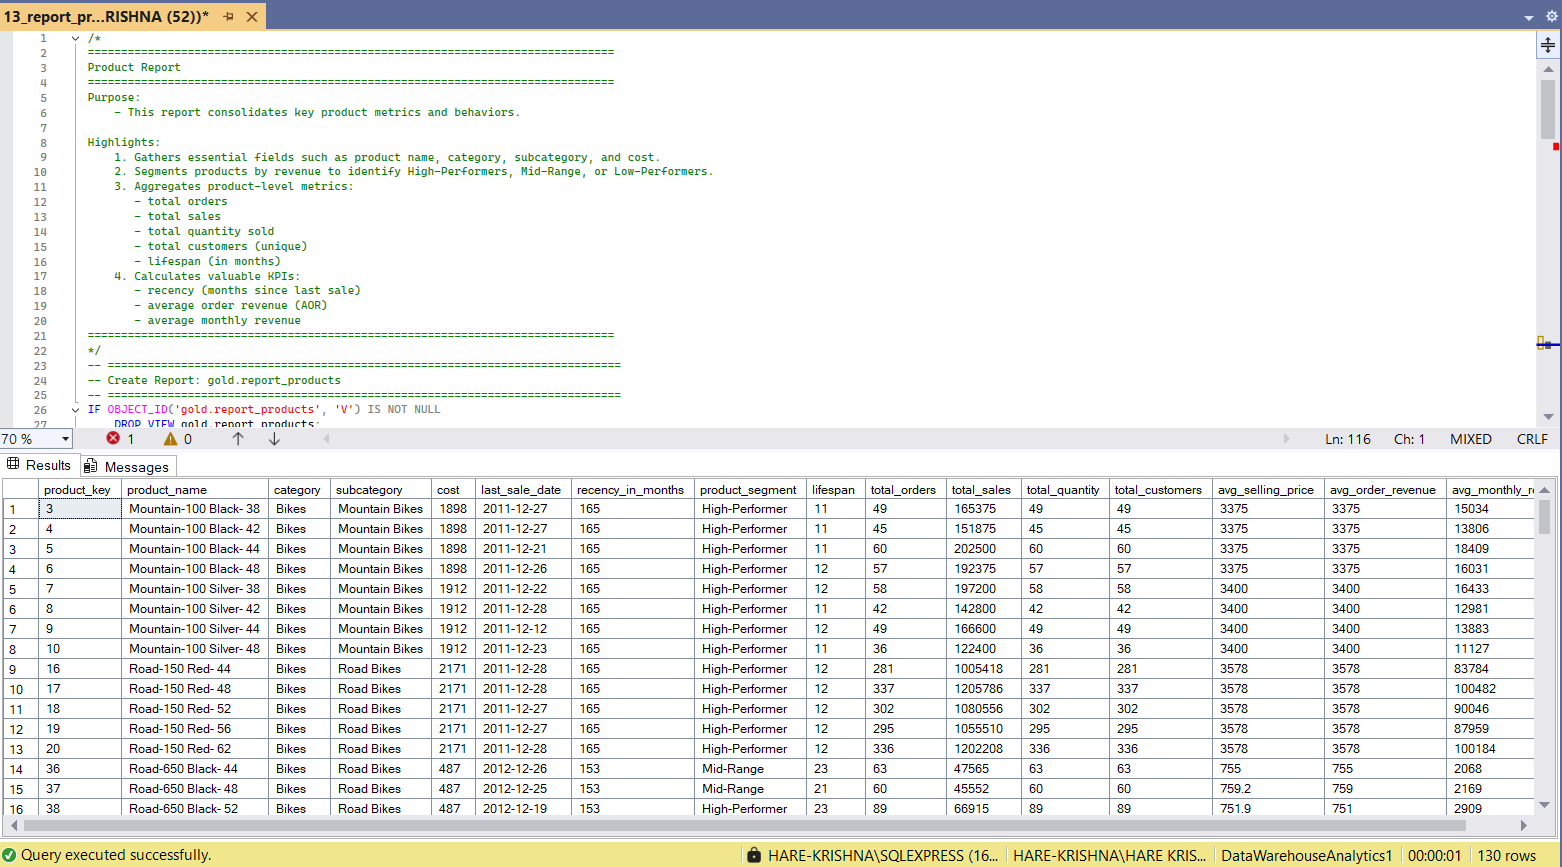 13_report_pr...RISHNA (52))*
1 /*
2 ===============================================================================
3 Product Report
4 ===============================================================================
5 Purpose:
6 - This report consolidates key product metrics and behaviors.
7
8 Highlights:
9 1. Gathers essential fields such as product name, category, subcategory, and cost.
10 2. Segments products by revenue to identify High-Performers, Mid-Range, or Low-Performers.
11 3. Aggregates product-level metrics:
12 - total orders
13 - total sales
14 - total quantity sold
15 - total customers (unique)
16 - lifespan (in months)
17 4. Calculates valuable KPIs:
18 - recency (months since last sale)
19 - average order revenue (AOR)
20 - average monthly revenue
21 ===============================================================================
22 */
23 -- =============================================================================
24 -- Create Report: gold.report_products
25 -- =============================================================================
26 IF OBJECT_ID('gold.report_products', 'V') IS NOT NULL
27 DROP VIEW gold.report_products;
70 % 1 0 Ln: 116 Ch: 1 MIXED CRLF
Results Messages
product_key product_name category subcategory cost last_sale_date recency_in_months product_segment lifespan total_orders total_sales total_quantity total_customers avg_selling_price avg_order_revenue avg_monthly_re
1 3 Mountain-100 Black- 38 Bikes Mountain Bikes 1898 2011-12-27 165 High-Performer 11 49 165375 49 49 3375 3375 15034
2 4 Mountain-100 Black- 42 Bikes Mountain Bikes 1898 2011-12-27 165 High-Performer 11 45 151875 45 45 3375 3375 13806
3 5 Mountain-100 Black- 44 Bikes Mountain Bikes 1898 2011-12-21 165 High-Performer 11 60 202500 60 60 3375 3375 18409
4 6 Mountain-100 Black- 48 Bikes Mountain Bikes 1898 2011-12-26 165 High-Performer 12 57 192375 57 57 3375 3375 16031
5 7 Mountain-100 Silver- 38 Bikes Mountain Bikes 1912 2011-12-22 165 High-Performer 12 58 197200 58 58 3400 3400 16433
6 8 Mountain-100 Silver- 42 Bikes Mountain Bikes 1912 2011-12-28 165 High-Performer 11 42 142800 42 42 3400 3400 12981
7 9 Mountain-100 Silver- 44 Bikes Mountain Bikes 1912 2011-12-12 165 High-Performer 12 49 166600 49 49 3400 3400 13883
8 10 Mountain-100 Silver- 48 Bikes Mountain Bikes 1912 2011-12-23 165 High-Performer 11 36 122400 36 36 3400 3400 11127
9 16 Road-150 Red- 44 Bikes Road Bikes 2171 2011-12-28 165 High-Performer 12 281 1005418 281 281 3578 3578 83784
10 17 Road-150 Red- 48 Bikes Road Bikes 2171 2011-12-28 165 High-Performer 12 337 1205786 337 337 3578 3578 100482
11 18 Road-150 Red- 52 Bikes Road Bikes 2171 2011-12-27 165 High-Performer 12 302 1080556 302 302 3578 3578 90046
12 19 Road-150 Red- 56 Bikes Road Bikes 2171 2011-12-27 165 High-Performer 12 295 1055510 295 295 3578 3578 87959
13 20 Road-150 Red- 62 Bikes Road Bikes 2171 2011-12-28 165 High-Performer 12 336 1202208 336 336 3578 3578 100184
14 36 Road-650 Black- 44 Bikes Road Bikes 487 2012-12-26 153 Mid-Range 23 63 47565 63 63 755 755 2068
15 37 Road-650 Black- 48 Bikes Road Bikes 487 2012-12-25 153 Mid-Range 21 60 45552 60 60 759.2 759 2169
16 38 Road-650 Black- 52 Bikes Road Bikes 487 2012-12-19 153 High-Performer 23 89 66915 89 89 751.9 751 2909
Query executed successfully. HARE-KRISHNA\SQLEXPRESS (16... HARE-KRISHNA\HARE KRIS... DataWarehouseAnalytics1 00:00:01 130 rows